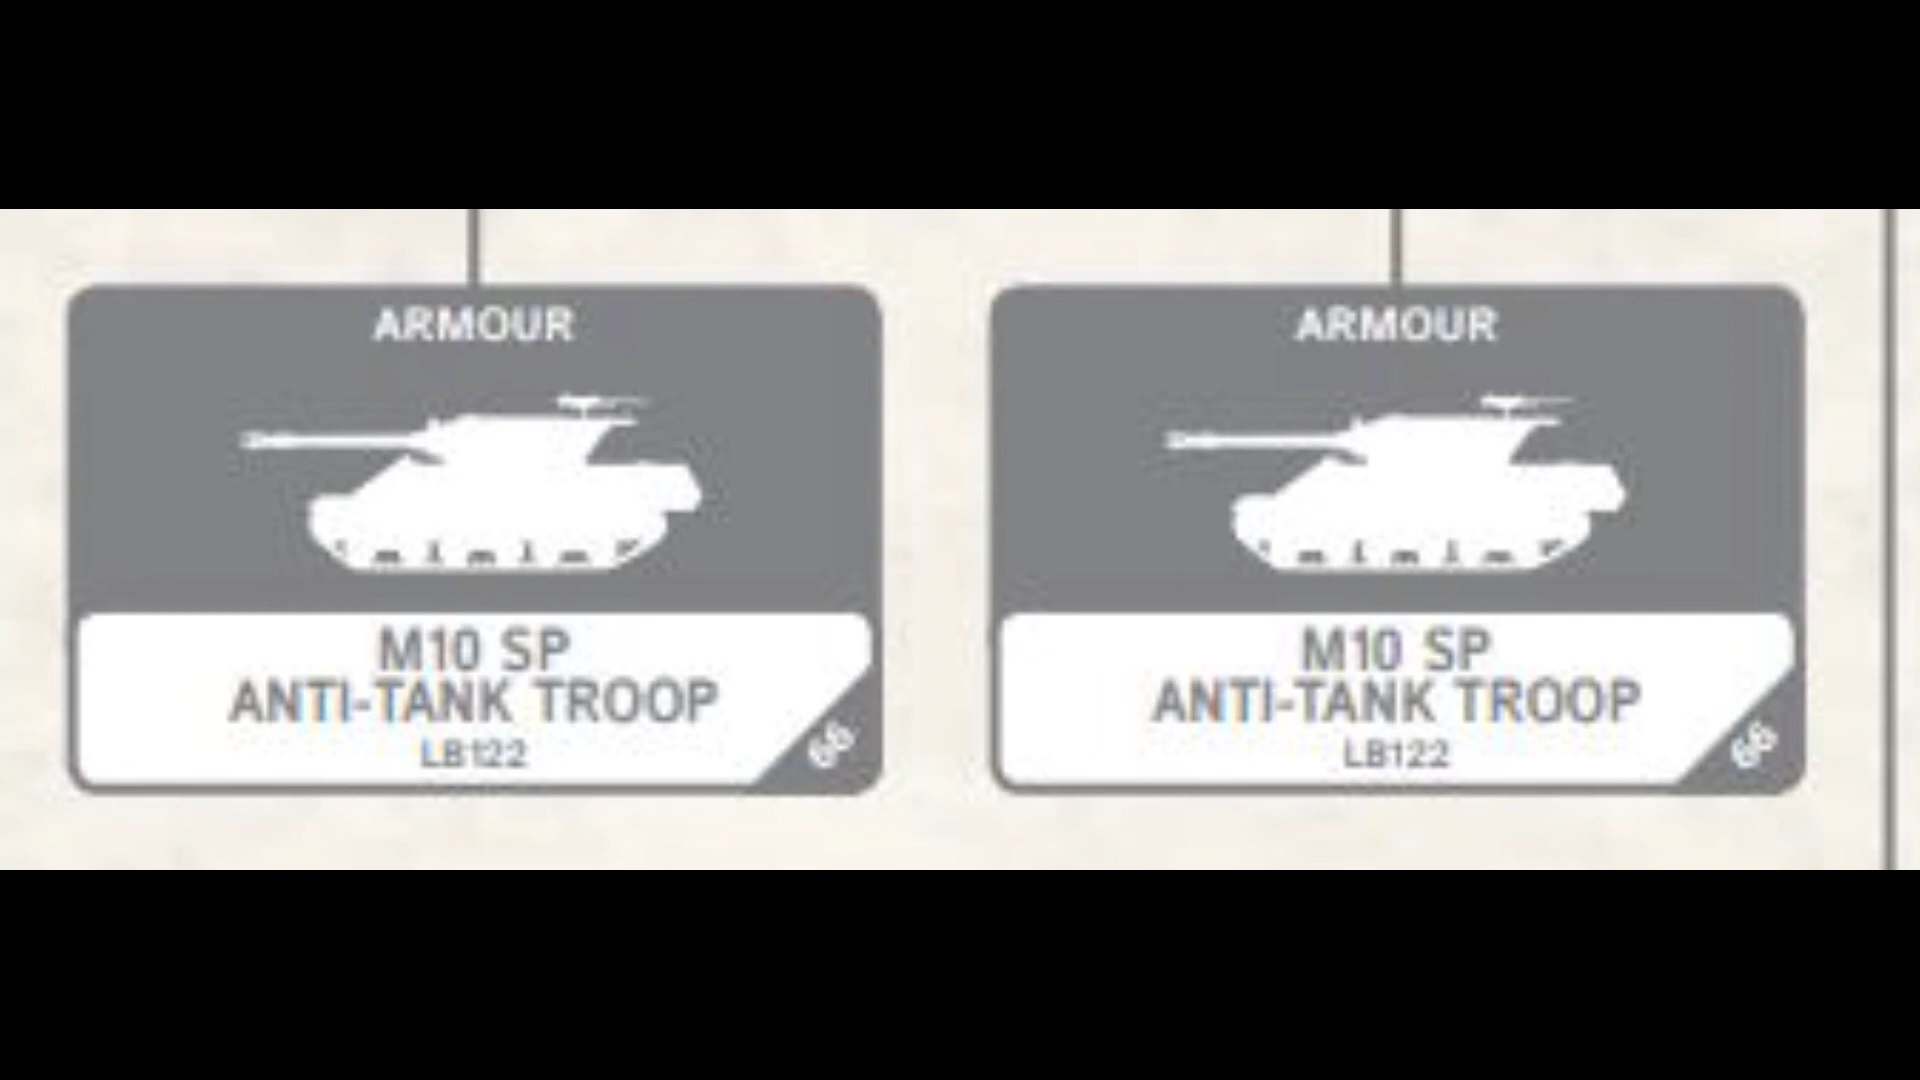 ARMOUR
M10 SP
ANTI-TANK TROOP
LB122
ARMOUR
M10 SP
ANTI-TANK TROOP
LB122